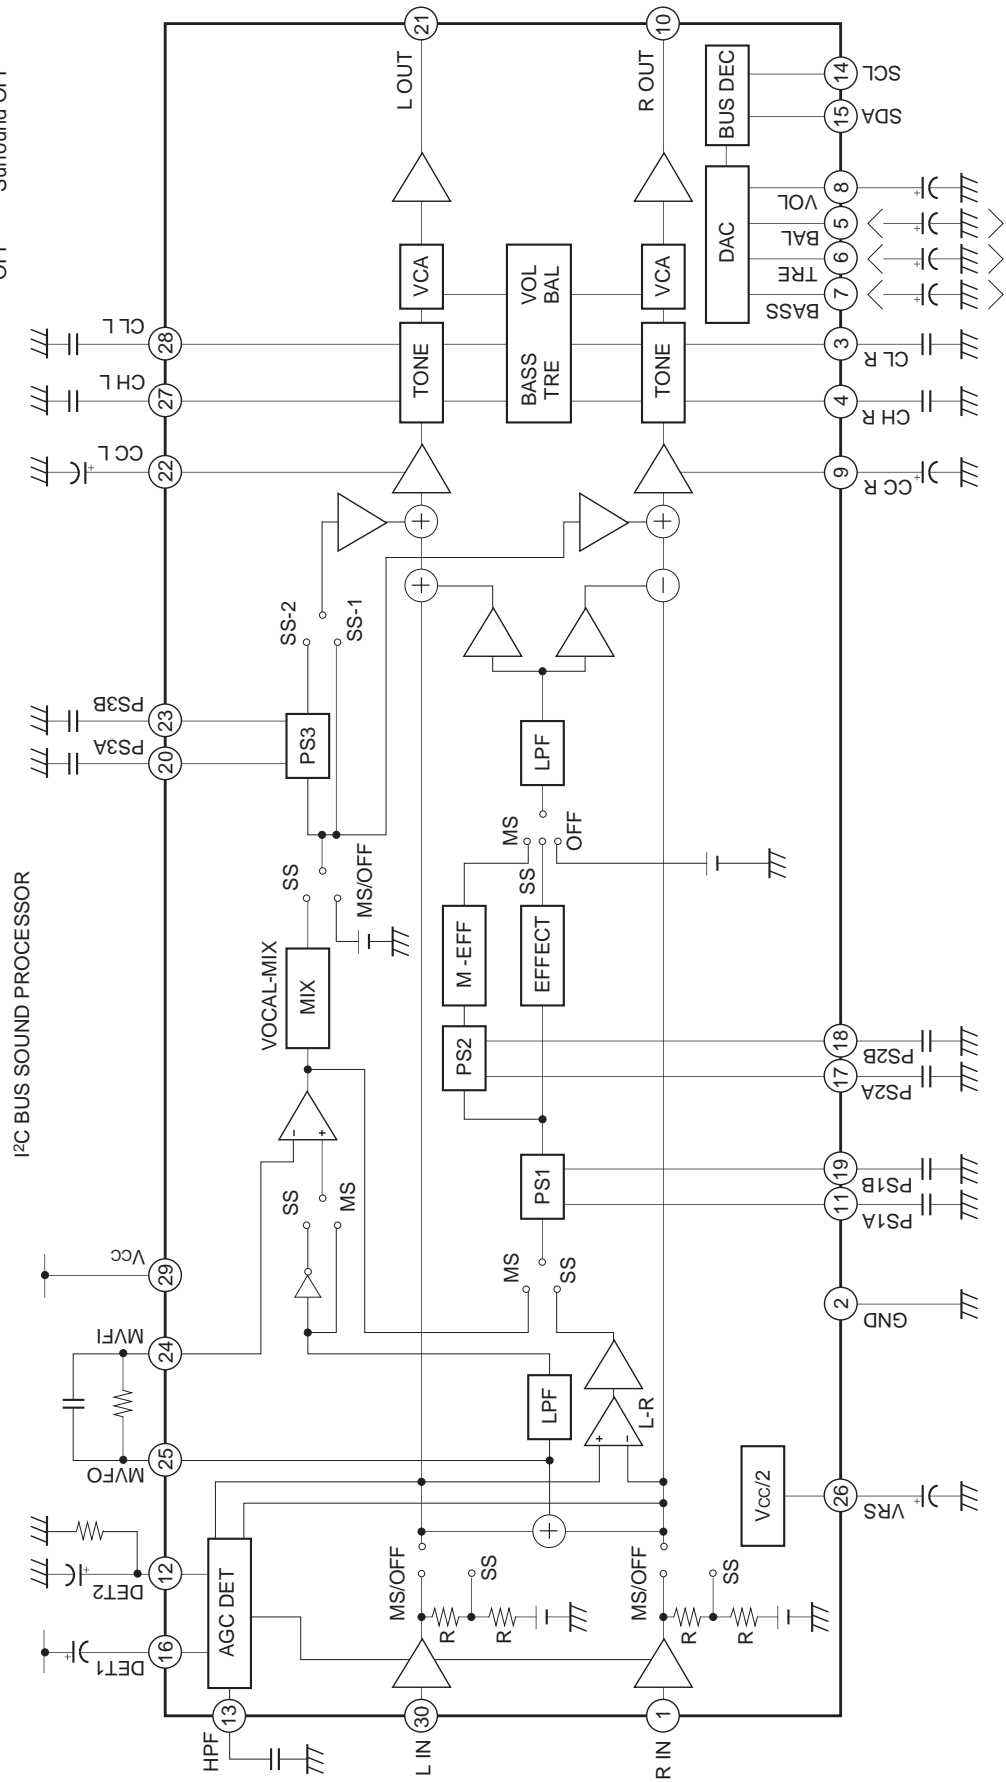 OFF
Surround OFF
I²C BUS SOUND PROCESSOR
HPF
13
DET1
16
DET2
12
MVFO
25
MVFI
24
Vcc
29
PS3A
20
PS3B
23
CC L
22
CH L
27
CL L
28
AGC DET
SS
MS
VOCAL-MIX
MIX
SS
MS/OFF
PS3
SS-2
SS-1
L IN
30
MS/OFF
R
R
SS
LPF
L-R
MS
SS
PS1
PS2
M -EFF
EFFECT
MS
SS
OFF
LPF
TONE
VCA
L OUT
21
BASS
TRE
VOL
BAL
R IN
1
MS/OFF
R
R
SS
TONE
VCA
R OUT
10
Vcc/2
DAC
BUS DEC
26
VRS
2
GND
11
PS1A
19
PS1B
17
PS2A
18
PS2B
9
CC R
4
CH R
3
CL R
7
BASS
6
TRE
5
BAL
8
VOL
15
SDA
14
SCL